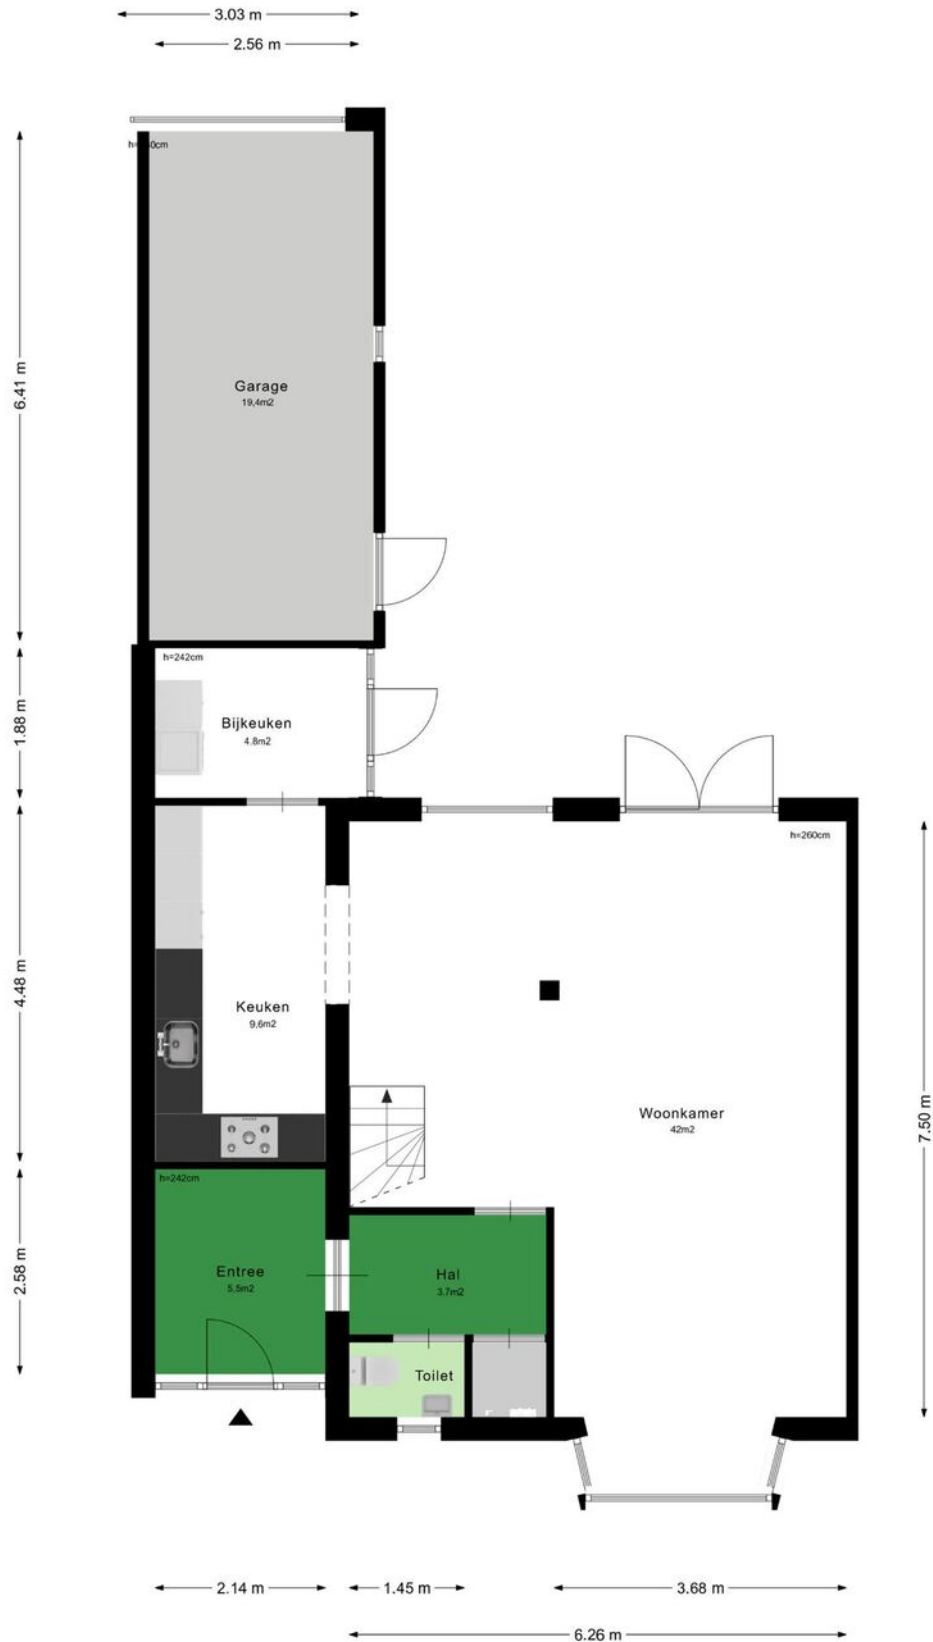 3.03 m
2.56 m
6.41 m
Garage
19,4m2
h=242cm
Bijkeuken
4.8m2
1.88 m
h=260cm
4.48 m
Keuken
9,6m2
Woonkamer
42m2
7.50 m
h=242cm
Entree
5,5m2
2.58 m
Hal
3.7m2
Toilet
2.14 m
1.45 m
3.68 m
6.26 m